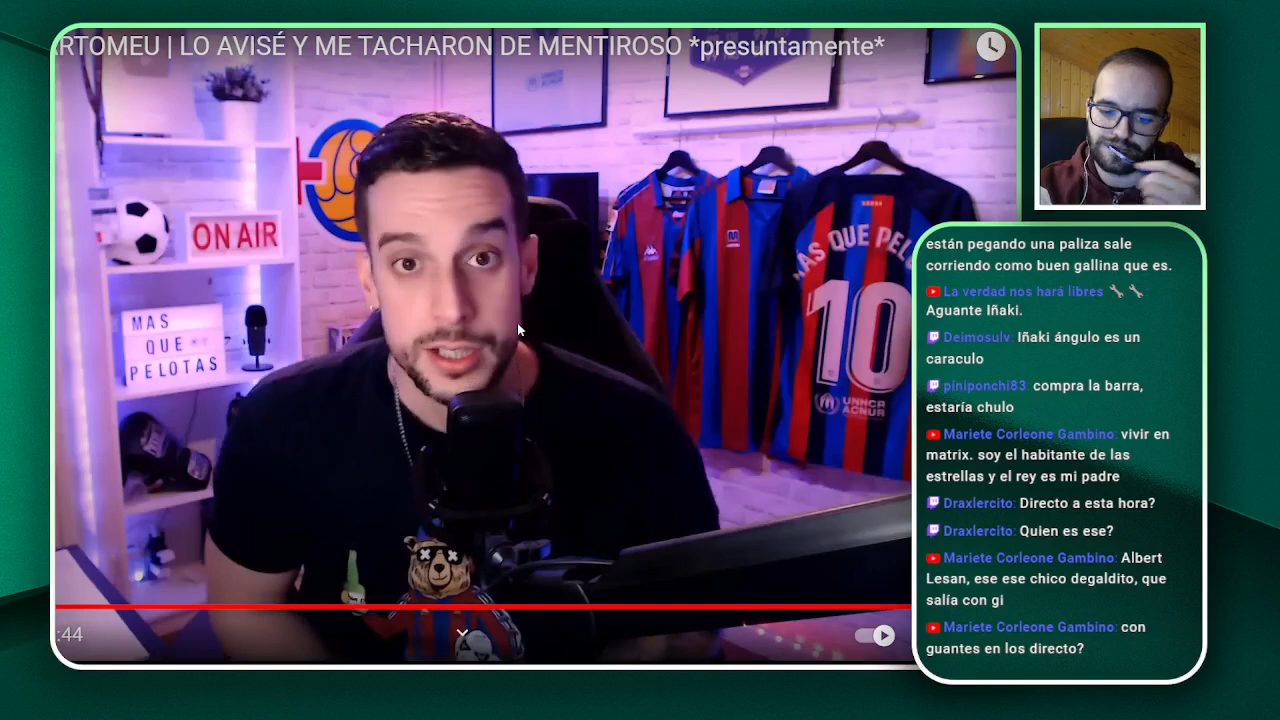 ARTOMEU | LO AVISÉ Y ME TACHARON DE MENTIROSO *presuntamente*
ON AIR
MAS
QUE
PELOTAS
AS QUE PEL
10
UNHCR
ACNUR
:44
están pegando una paliza sale
corriendo como buen gallina que es.
La verdad nos hará libres
Aguante Iñaki.
Deimosulv: Iñaki ángulo es un
caraculo
piniponchi83: compra la barra,
estaría chulo
Mariete Corleone Gambino: vivir en
matrix. soy el habitante de las
estrellas y el rey es mi padre
Draxlercito: Directo a esta hora?
Draxlercito: Quien es ese?
Mariete Corleone Gambino: Albert
Lesan, ese ese chico degaldito, que
salía con gi
Mariete Corleone Gambino: con
guantes en los directo?